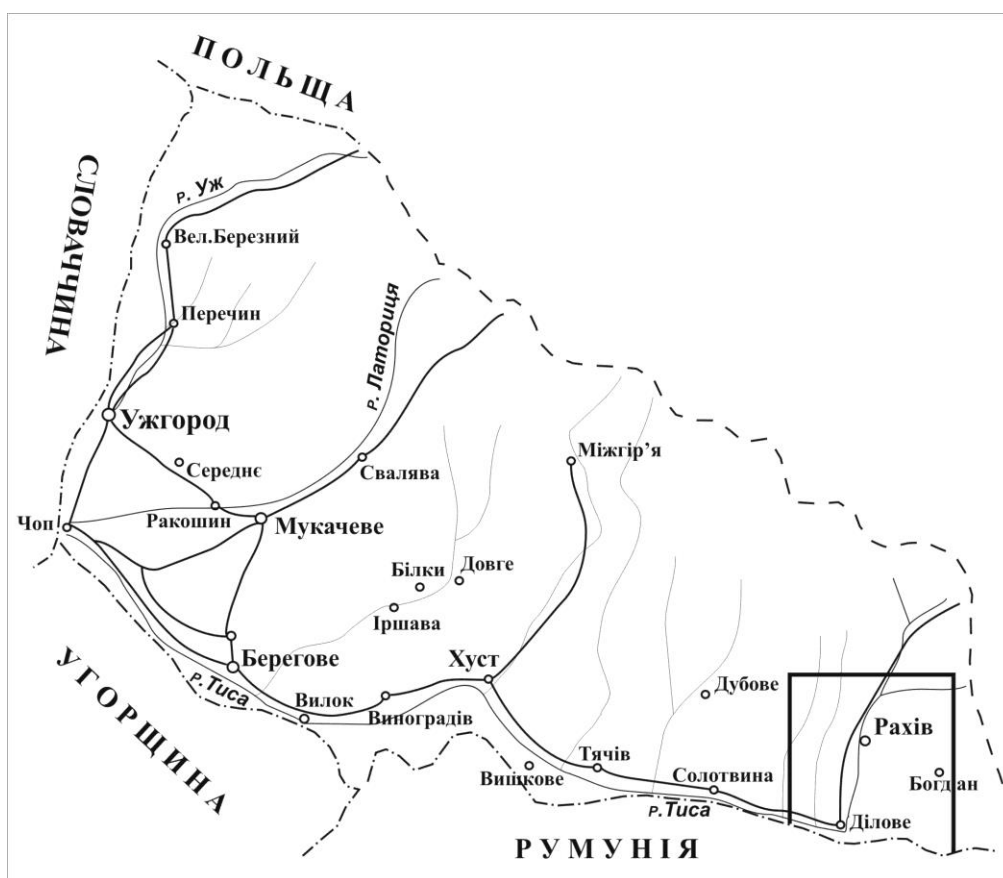 ПОЛЬЩА
СЛОВАЧЧИНА
р. Уж
Вел.Березний
Перечин
р. Латориця
Ужгород
Середнє
Свалява
Міжгір’я
Чоп
Ракошин
Мукачеве
Білки
Довге
Іршава
Берегове
Хуст
УГОРЩИНА
р.Тиса
Вилок
Виноградів
Дубове
Рахів
Тячів
Вишкове
Солотвина
Богдан
р.Тиса
Ділове
РУМУНІЯ